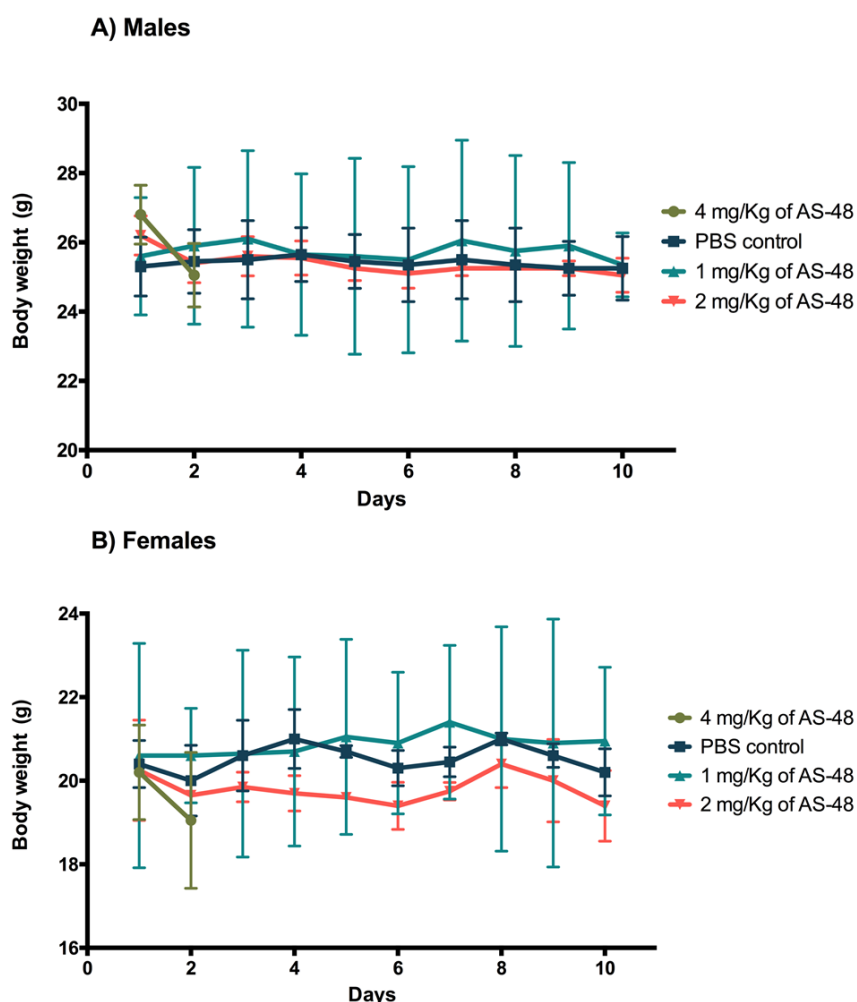 A) Males
30
28
26
24
22
20
Body weight (g)
0 2 4 6 8 10
Days
4 mg/Kg of AS-48
PBS control
1 mg/Kg of AS-48
2 mg/Kg of AS-48
B) Females
24
22
20
18
16
Body weight (g)
0 2 4 6 8 10
Days
4 mg/Kg of AS-48
PBS control
1 mg/Kg of AS-48
2 mg/Kg of AS-48